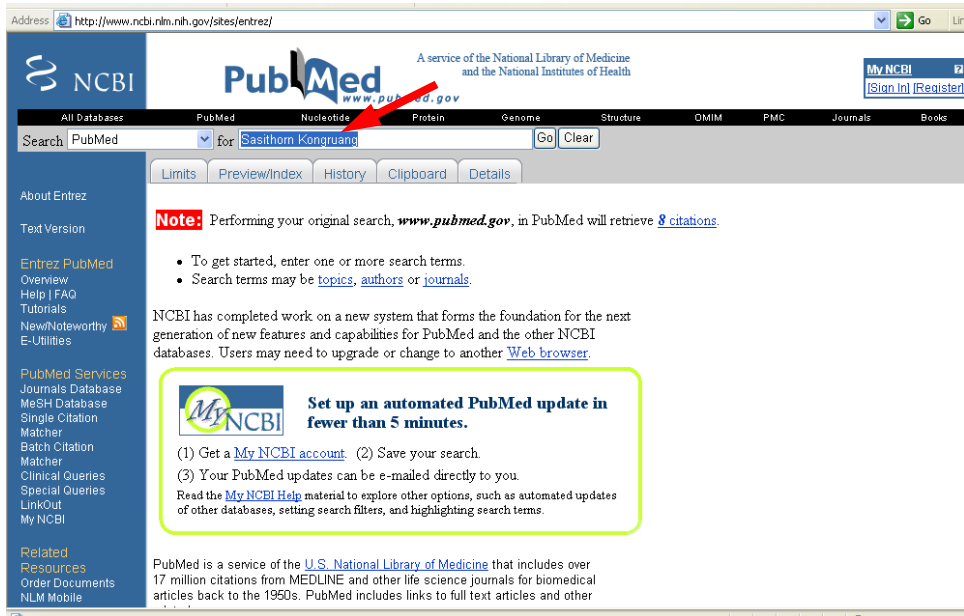 Address http://www.ncbi.nlm.nih.gov/sites/entrez/ Go
NCBI
PubMed
www.pubmed.gov
A service of the National Library of Medicine
and the National Institutes of Health
My NCBI
[Sign In] [Register]
All Databases PubMed Nucleotide Protein Genome Structure OMIM PMC Journals Books
Search PubMed for Sasithorn Kongruang Go Clear
Limits Preview/Index History Clipboard Details
About Entrez
Text Version
Entrez PubMed
Overview
Help | FAQ
Tutorials
New/Noteworthy
E-Utilities
PubMed Services
Journals Database
MeSH Database
Single Citation
Matcher
Batch Citation
Matcher
Clinical Queries
Special Queries
LinkOut
My NCBI
Related
Resources
Order Documents
NLM Mobile
Note: Performing your original search, www.pubmed.gov, in PubMed will retrieve 8 citations.
• To get started, enter one or more search terms.
• Search terms may be topics, authors or journals.
NCBI has completed work on a new system that forms the foundation for the next
generation of new features and capabilities for PubMed and the other NCBI
databases. Users may need to upgrade or change to another Web browser.
My NCBI
Set up an automated PubMed update in
fewer than 5 minutes.
(1) Get a My NCBI account. (2) Save your search.
(3) Your PubMed updates can be e-mailed directly to you.
Read the My NCBI Help material to explore other options, such as automated updates
of other databases, setting search filters, and highlighting search terms.
PubMed is a service of the U.S. National Library of Medicine that includes over
17 million citations from MEDLINE and other life science journals for biomedical
articles back to the 1950s. PubMed includes links to full text articles and other